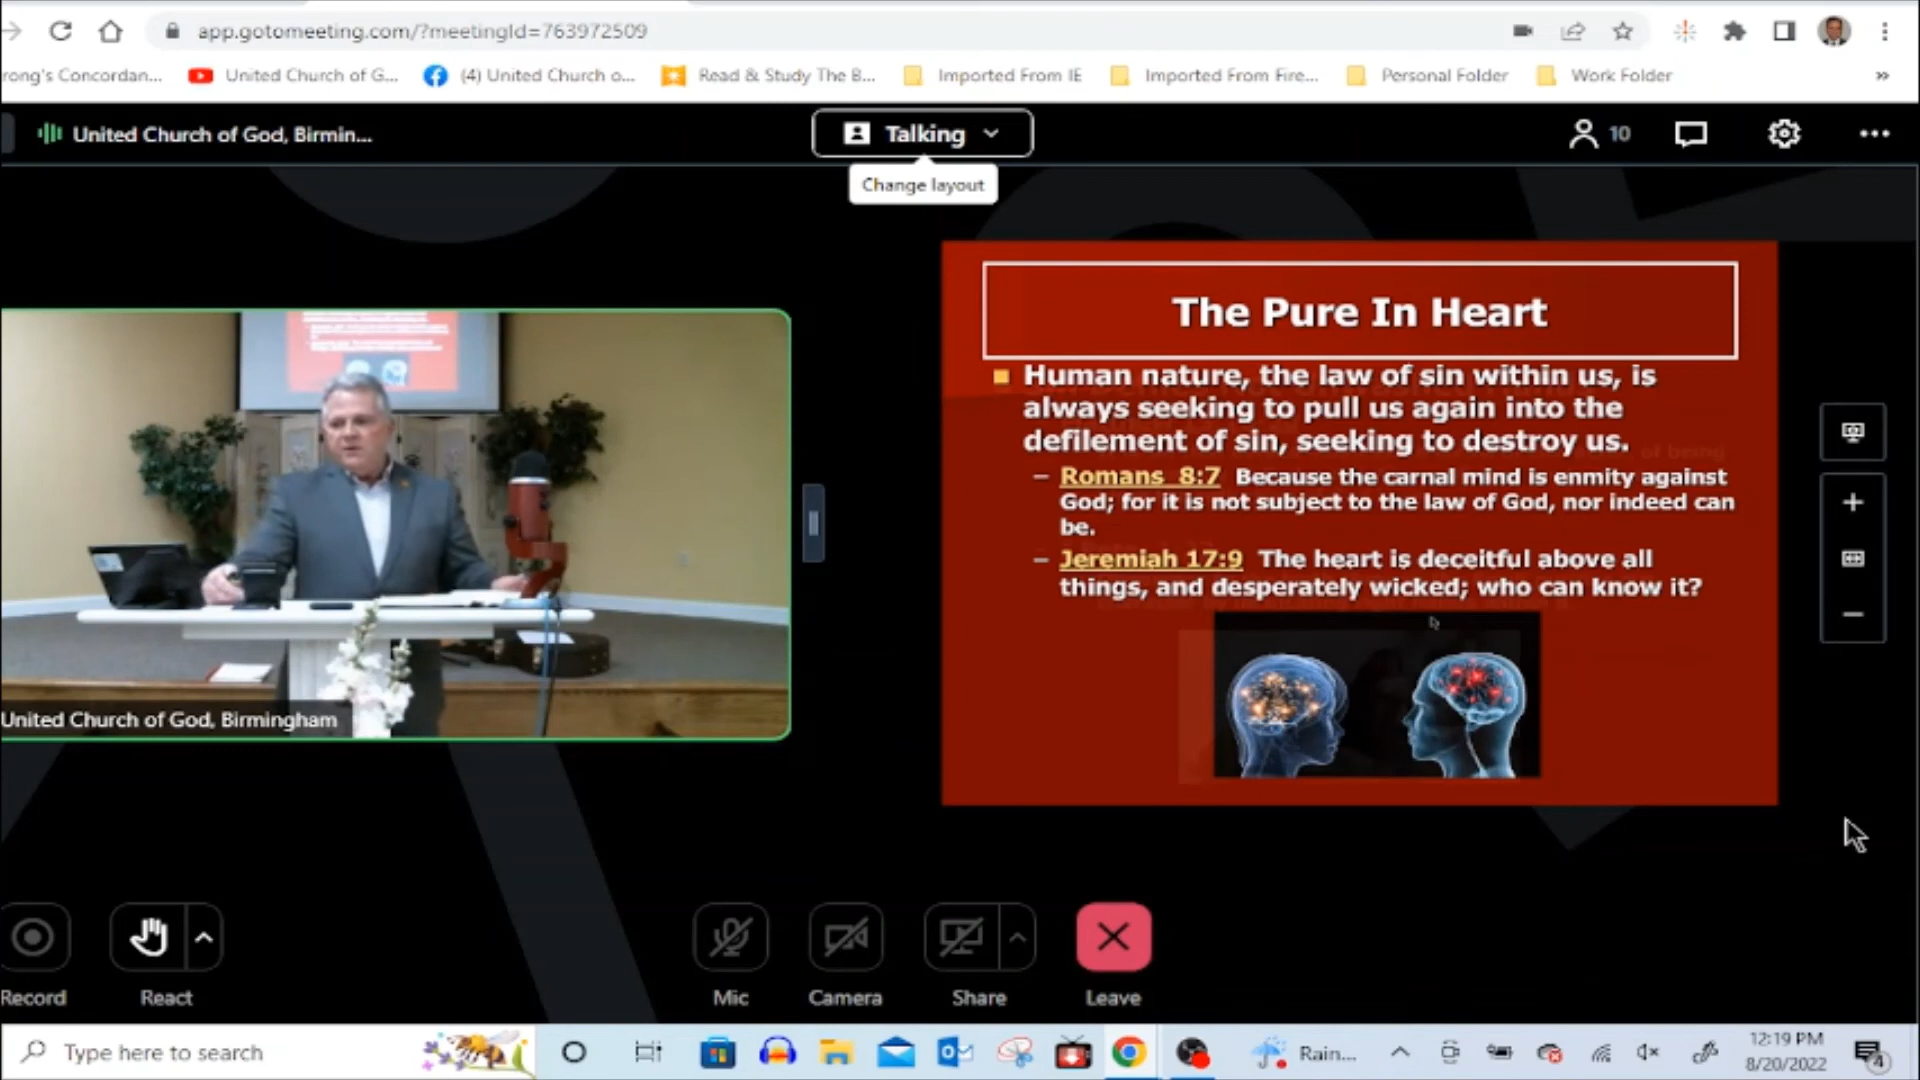 app.gotomeeting.com/?meetingId=763972509
rong's Concordan...
United Church of G...
(4) United Church o...
Read & Study The B...
Imported From IE
Imported From Fire...
Personal Folder
Work Folder
»
United Church of God, Birmin...
Talking
10
Change layout
The Pure In Heart
Human nature, the law of sin within us, is
always seeking to pull us again into the
defilement of sin, seeking to destroy us.
– Romans 8:7 Because the carnal mind is enmity against
God; for it is not subject to the law of God, nor indeed can
be.
– Jeremiah 17:9 The heart is deceitful above all
things, and desperately wicked; who can know it?
United Church of God, Birmingham
Record
React
Mic
Camera
Share
Leave
Type here to search
Rain...
12:19 PM
8/20/2022
4